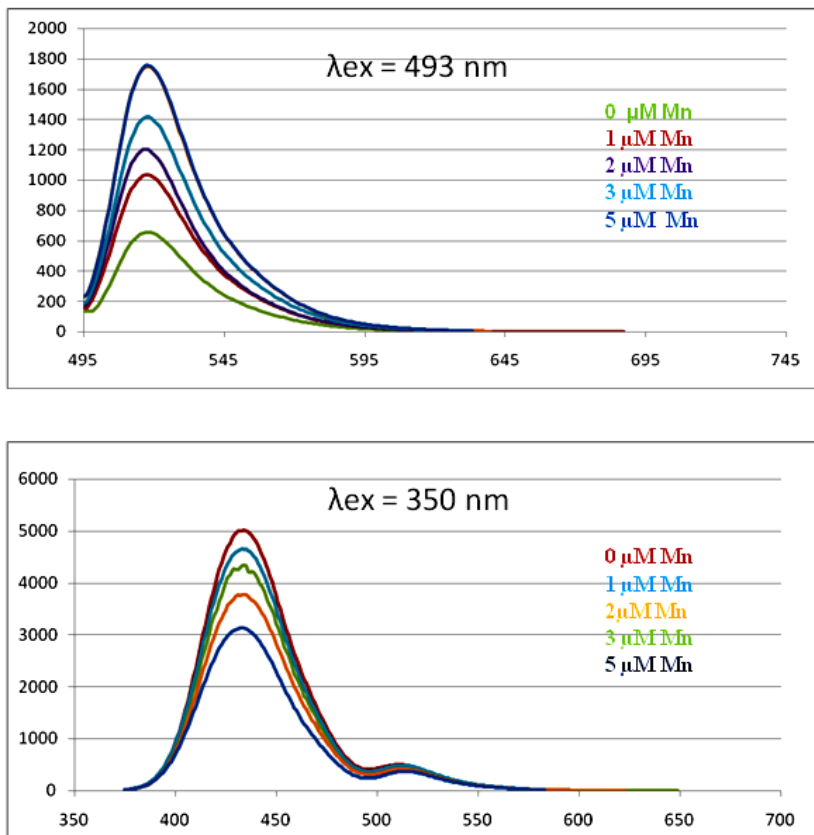 2000
1800
1600
1400
1200
1000
800
600
400
200
0
495 545 595 645 695 745
λex = 493 nm
0 µM Mn
1 µM Mn
2 µM Mn
3 µM Mn
5 µM Mn
6000
5000
4000
3000
2000
1000
0
350 400 450 500 550 600 650 700
λex = 350 nm
0 µM Mn
1 µM Mn
2µM Mn
3 µM Mn
5 µM Mn